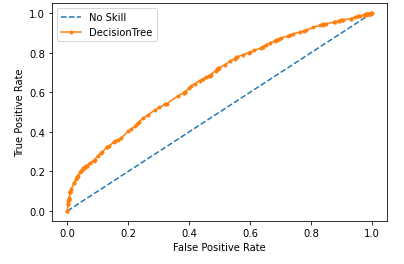 No Skill
DecisionTree
True Positive Rate
1.0
0.8
0.6
0.4
0.2
0.0
0.0 0.2 0.4 0.6 0.8 1.0
False Positive Rate